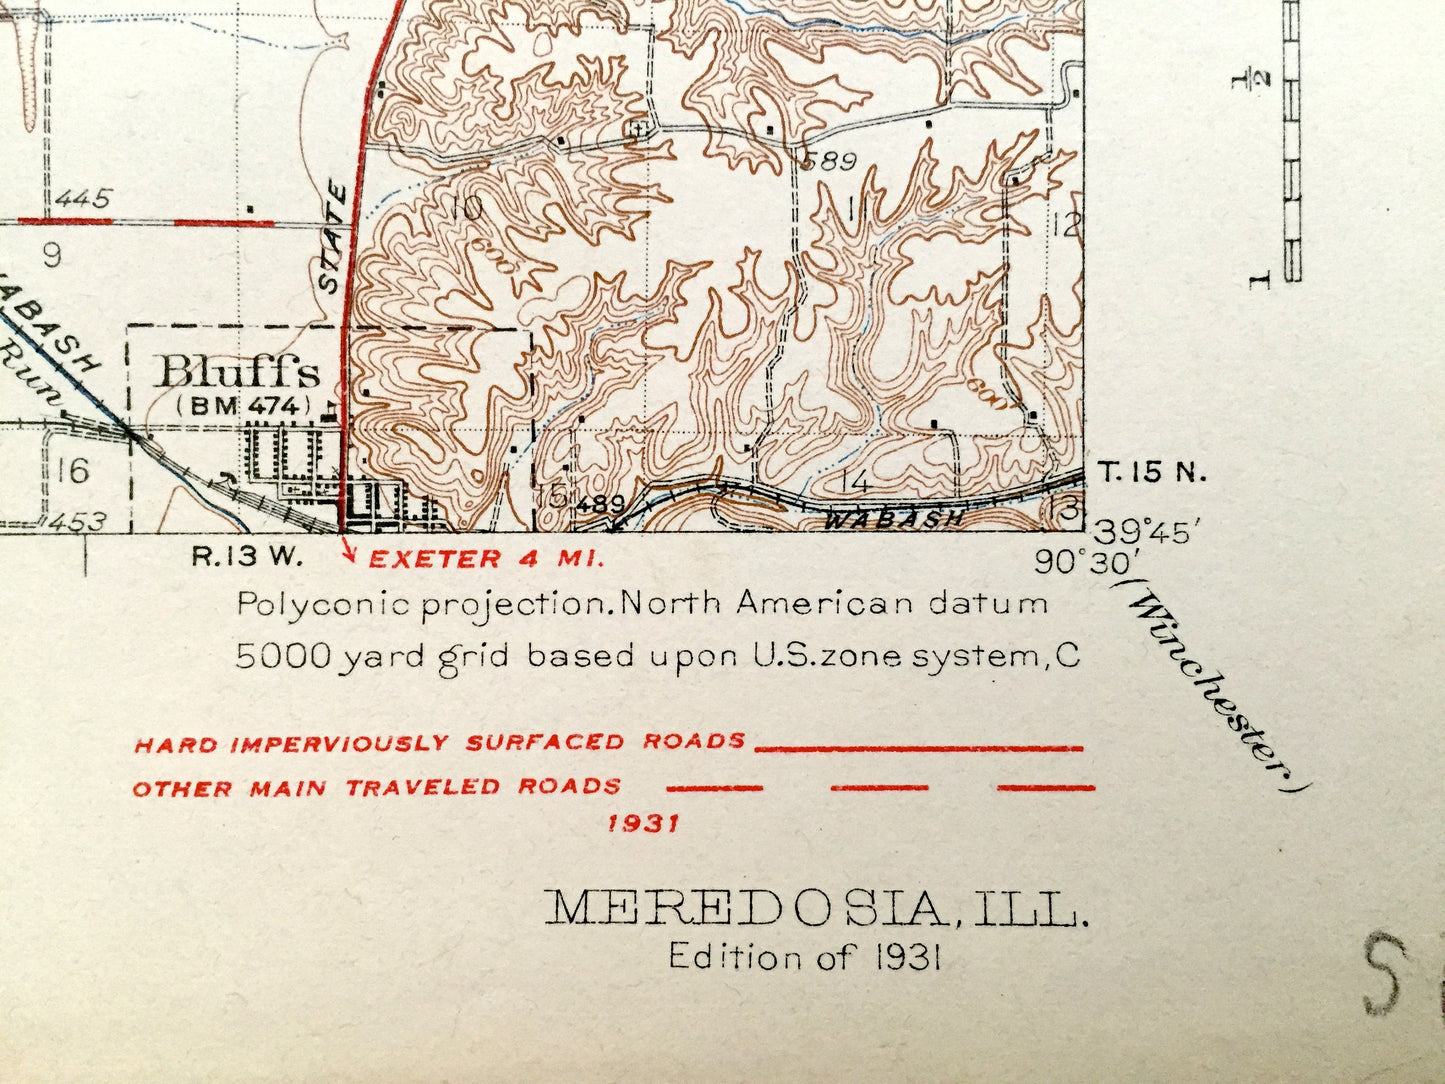 1/2
589
445
STATE
10
1
12
9
600
WABASH
Run
1
Bluffs
(BM 474)
600
16
15
14
13
T. 15 N.
489
453
WABASH
39°45′
R. 13 W.
EXETER 4 MI.
90°30′
Polyconic projection. North American datum
5000 yard grid based upon U.S. zone system, C
(Winchester)
HARD IMPERVIOUSLY SURFACED ROADS
OTHER MAIN TRAVELED ROADS
1931
MEREDOSIA, ILL.
Edition of 1931
S